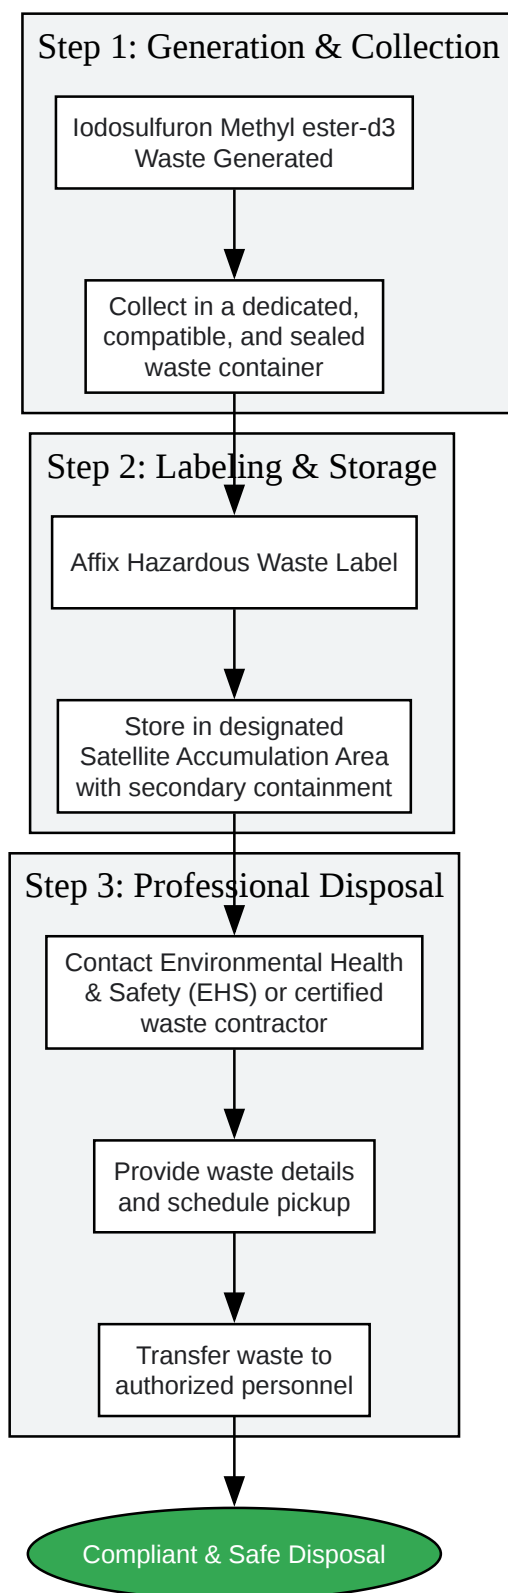 Step 1: Generation & Collection
Iodosulfuron Methyl ester-d3
Waste Generated
Collect in a dedicated,
compatible, and sealed
waste container
Step 2: Labeling & Storage
Affix Hazardous Waste Label
Store in designated
Satellite Accumulation Area
with secondary containment
Step 3: Professional Disposal
Contact Environmental Health
& Safety (EHS) or certified
waste contractor
Provide waste details
and schedule pickup
Transfer waste to
authorized personnel
Compliant & Safe Disposal